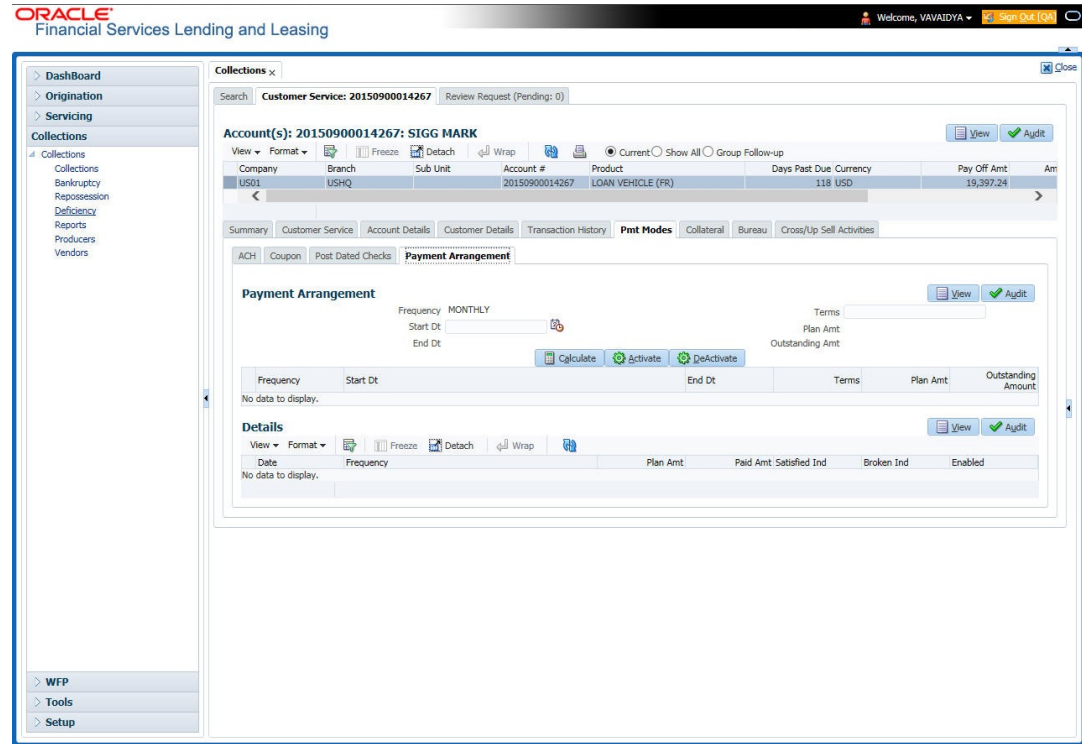 ORACLE
Financial Services Lending and Leasing
Welcome, VAVAIDYA
Sign Out [QA]
Close
DashBoard
Origination
Servicing
Collections
Collections
Collections
Bankruptcy
Repossession
Deficiency
Reports
Producers
Vendors
WFP
Tools
Setup
Collections x
Search Customer Service: 20150900014267 Review Request (Pending: 0)
Account(s): 20150900014267: SIGG MARK View Audit
View Format Freeze Detach Wrap Current Show All Group Follow-up
Company Branch Sub Unit Account # Product Days Past Due Currency Pay Off Amt Am
US01 USHQ 20150900014267 LOAN VEHICLE (FR) 118 USD 19,397.24
Summary Customer Service Account Details Customer Details Transaction History Pmt Modes Collateral Bureau Cross/Up Sell Activities
ACH Coupon Post Dated Checks Payment Arrangement
Payment Arrangement View Audit
Frequency MONTHLY Terms
Start Dt Plan Amt
End Dt Outstanding Amt
Calculate Activate DeActivate
Frequency Start Dt End Dt Terms Plan Amt Outstanding Amount
No data to display.
Details View Audit
View Format Freeze Detach Wrap
Date Frequency Plan Amt Paid Amt Satisfied Ind Broken Ind Enabled
No data to display.